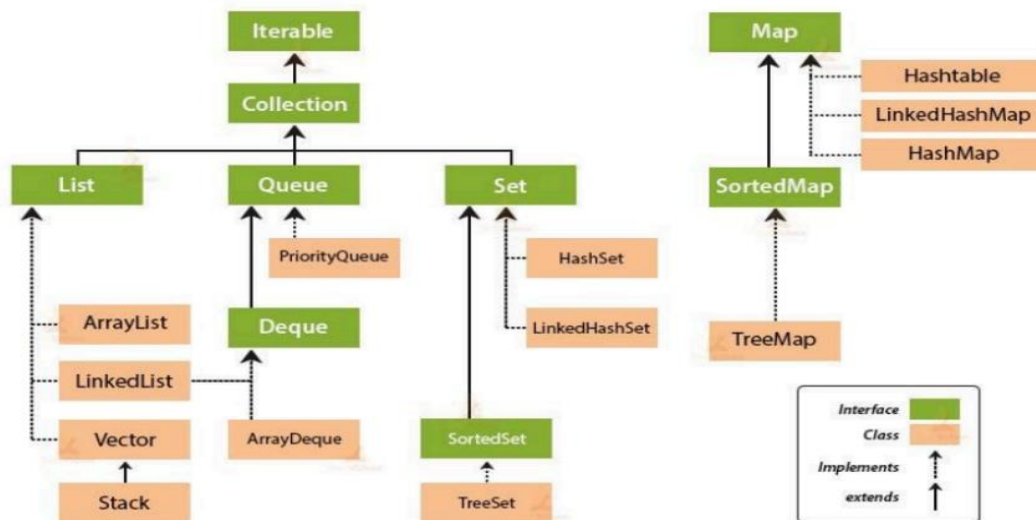 Iterable
Map
Hashtable
Collection
LinkedHashMap
HashMap
List
Queue
Set
SortedMap
PriorityQueue
HashSet
ArrayList
Deque
LinkedHashSet
TreeMap
LinkedList
Interface
Vector
ArrayDeque
SortedSet
Class
Implements
Stack
TreeSet
extends